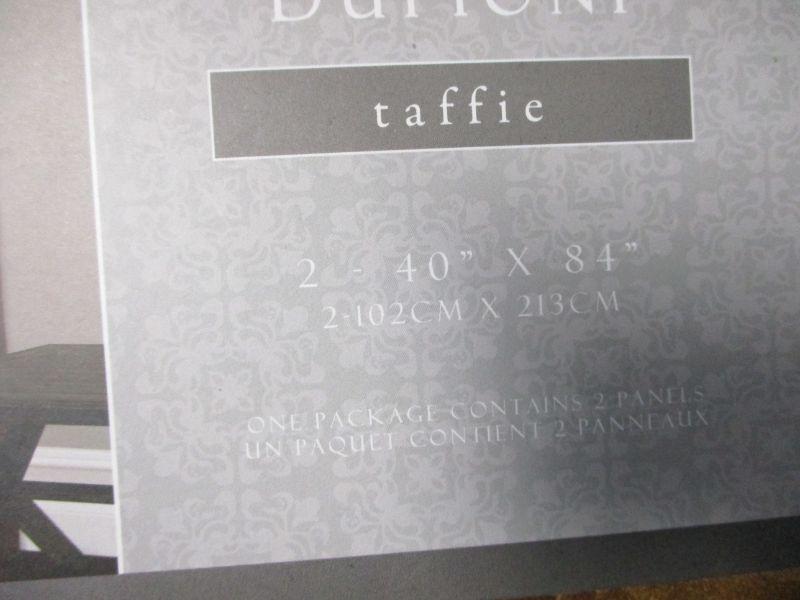 taffie
2 - 40" X 84"
2-102CM X 213CM
ONE PACKAGE CONTAINS 2 PANELS
UN PAQUET CONTIENT 2 PANNEAUX